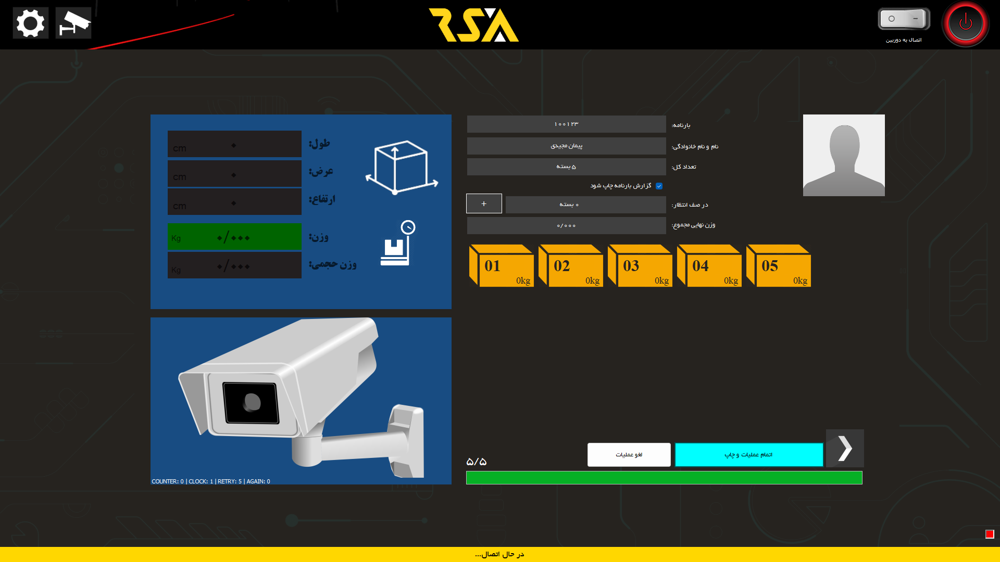 RSA
اتصال به دوربین
بارنامه:
۱۰۰۱۲۳
نام و نام خانوادگی:
پیمان مجیدی
تعداد کل:
۵ بسته
گزارش بارنامه چاپ شود
در صف انتظار:
۰ بسته
+
وزن نهایی مجموع:
۰/۰۰۰
طول:
۰
cm
عرض:
۰
cm
ارتفاع:
۰
cm
وزن:
۰/۰۰۰
Kg
وزن حجمی:
۰/۰۰۰
Kg
01
0kg
02
0kg
03
0kg
04
0kg
05
0kg
لغو عملیات
اتمام عملیات و چاپ
۵/۵
COUNTER: 0 | CLOCK: 1 | RETRY: 5 | AGAIN: 0
در حال اتصال...